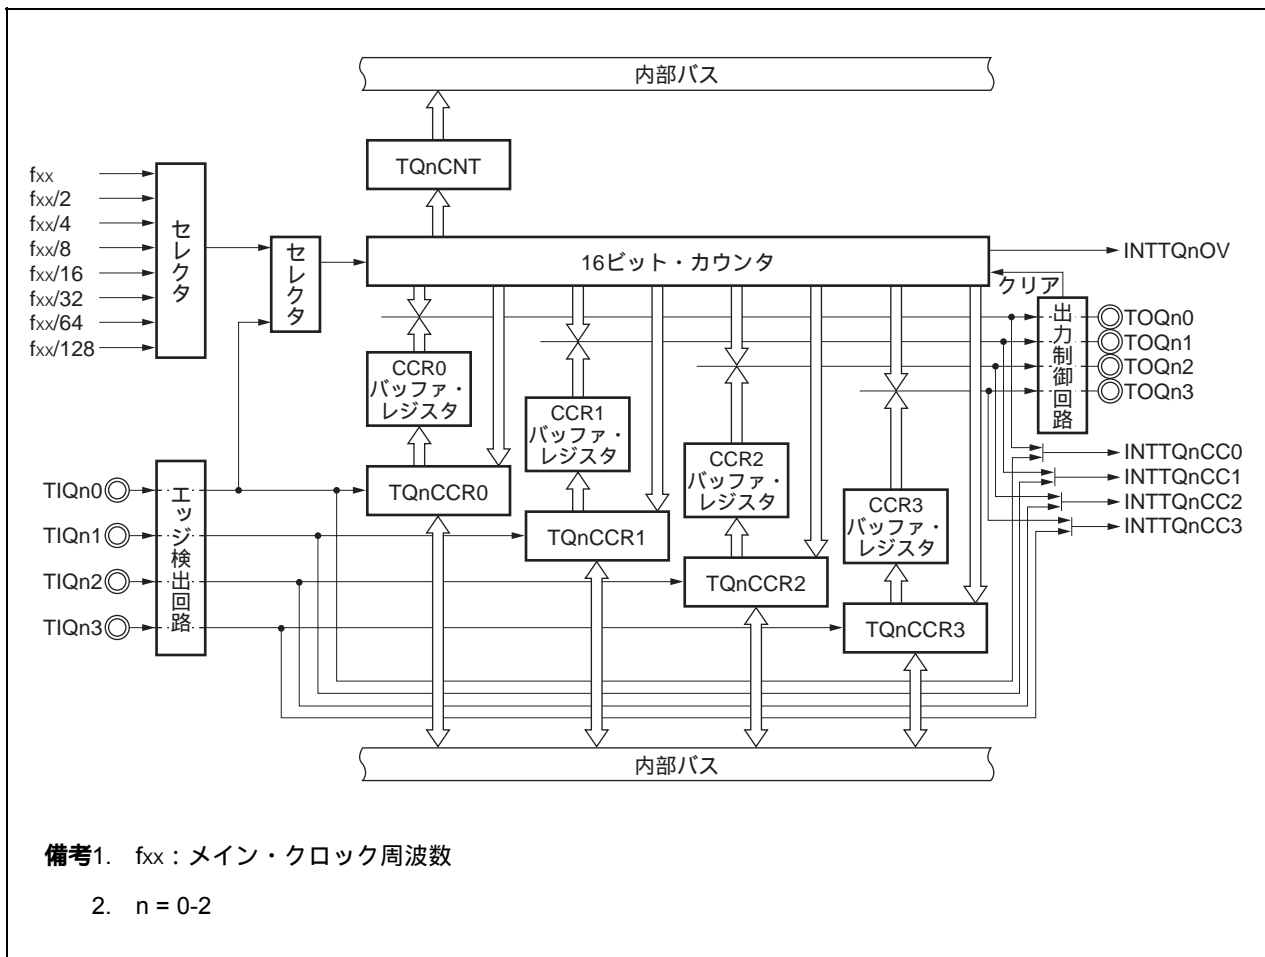 内部バス
TQnCNT
fxx
fxx/2
fxx/4
fxx/8
fxx/16
fxx/32
fxx/64
fxx/128
セレクタ
セレクタ
16ビット・カウンタ
INTTQnOV
クリア
出力制御回路
TOQn0
TOQn1
TOQn2
TOQn3
CCR0
バッファ・
レジスタ
CCR1
バッファ・
レジスタ
CCR2
バッファ・
レジスタ
CCR3
バッファ・
レジスタ
INTTQnCC0
INTTQnCC1
INTTQnCC2
INTTQnCC3
TIQn0
TIQn1
TIQn2
TIQn3
エッジ検出回路
TQnCCR0
TQnCCR1
TQnCCR2
TQnCCR3
内部バス
備考1. fxx：メイン・クロック周波数
2. n = 0-2